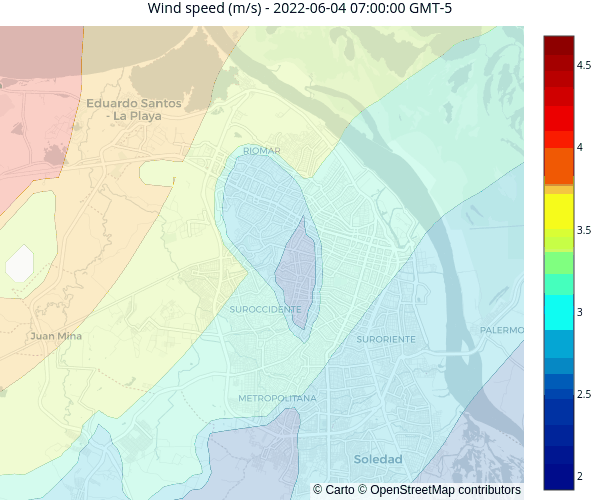 Wind speed (m/s) - 2022-06-04 07:00:00 GMT-5
4.5
Eduardo Santos
- La Playa
RIOMAR
4
3.5
3
SUROCCIDENTE
PALERMO
Juan Mina
SURORIENTE
2.5
METROPOLITANA
Soledad
2
© Carto © OpenStreetMap contributors